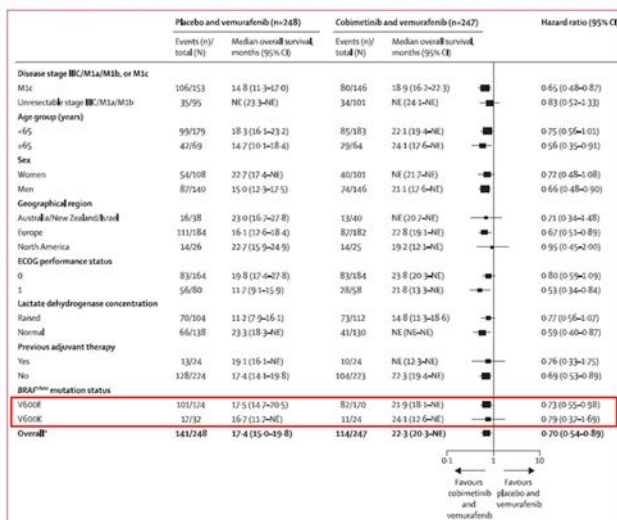 Placebo and vemurafenib (n=248) Cobimetinib and vemurafenib (n=247) Hazard ratio (95% CI)
Events (n)/ total (N) Median overall survival, months (95% CI) Events (n)/ total (N) Median overall survival, months (95% CI)
Disease stage IIIC/M1a/M1b, or M1c
M1c 106/153 14·8 (11·3–17·0) 80/146 18·9 (16·2–22·3) 0·65 (0·48–0·87)
Unresectable stage IIIC/M1a/M1b 35/95 NE (23·3–NE) 34/101 NE (24·1–NE) 0·83 (0·52–1·33)
Age group (years)
<65 99/179 18·3 (16·1–23·2) 85/183 22·1 (19·4–NE) 0·75 (0·56–1·01)
≥65 42/69 14·7 (10·1–18·4) 29/64 24·1 (17·6–NE) 0·56 (0·35–0·91)
Sex
Women 54/108 22·7 (17·4–NE) 40/101 NE (21·7–NE) 0·72 (0·48–1·08)
Men 87/140 15·0 (12·3–17·5) 74/146 21·1 (17·6–NE) 0·66 (0·48–0·90)
Geographical region
Australia/New Zealand/Israel 16/38 23·0 (16·7–27·8) 13/40 NE (20·7–NE) 0·71 (0·34–1·48)
Europe 111/184 16·1 (12·6–18·4) 87/182 22·8 (19·1–NE) 0·67 (0·51–0·89)
North America 14/26 22·7 (15·9–24·9) 14/25 19·2 (12·1–NE) 0·95 (0·45–2·00)
ECOG performance status
0 83/164 19·8 (17·4–27·8) 83/184 23·8 (20·3–NE) 0·80 (0·59–1·09)
1 56/80 11·7 (9·1–15·9) 28/58 21·8 (13·3–NE) 0·53 (0·34–0·84)
Lactate dehydrogenase concentration
Raised 70/104 11·2 (7·9–16·1) 73/112 14·8 (11·3–18·6) 0·77 (0·56–1·07)
Normal 66/138 23·3 (18·3–NE) 41/130 NE (NE–NE) 0·59 (0·40–0·87)
Previous adjuvant therapy
Yes 13/24 19·1 (16·1–NE) 10/24 NE (12·3–NE) 0·76 (0·33–1·75)
No 128/224 17·4 (14·1–19·8) 104/223 22·3 (19·4–NE) 0·69 (0·53–0·89)
BRAF mutation status
V600E 101/174 17·5 (14·7–20·5) 82/170 21·9 (18·1–NE) 0·73 (0·55–0·98)
V600K 17/32 16·7 (11·7–NE) 11/24 24·1 (12·6–NE) 0·79 (0·37–1·69)
Overall* 141/248 17·4 (15·0–19·8) 114/247 22·3 (20·3–NE) 0·70 (0·54–0·89)
0·1 1 10
Favours cobimetinib and vemurafenib
Favours placebo and vemurafenib